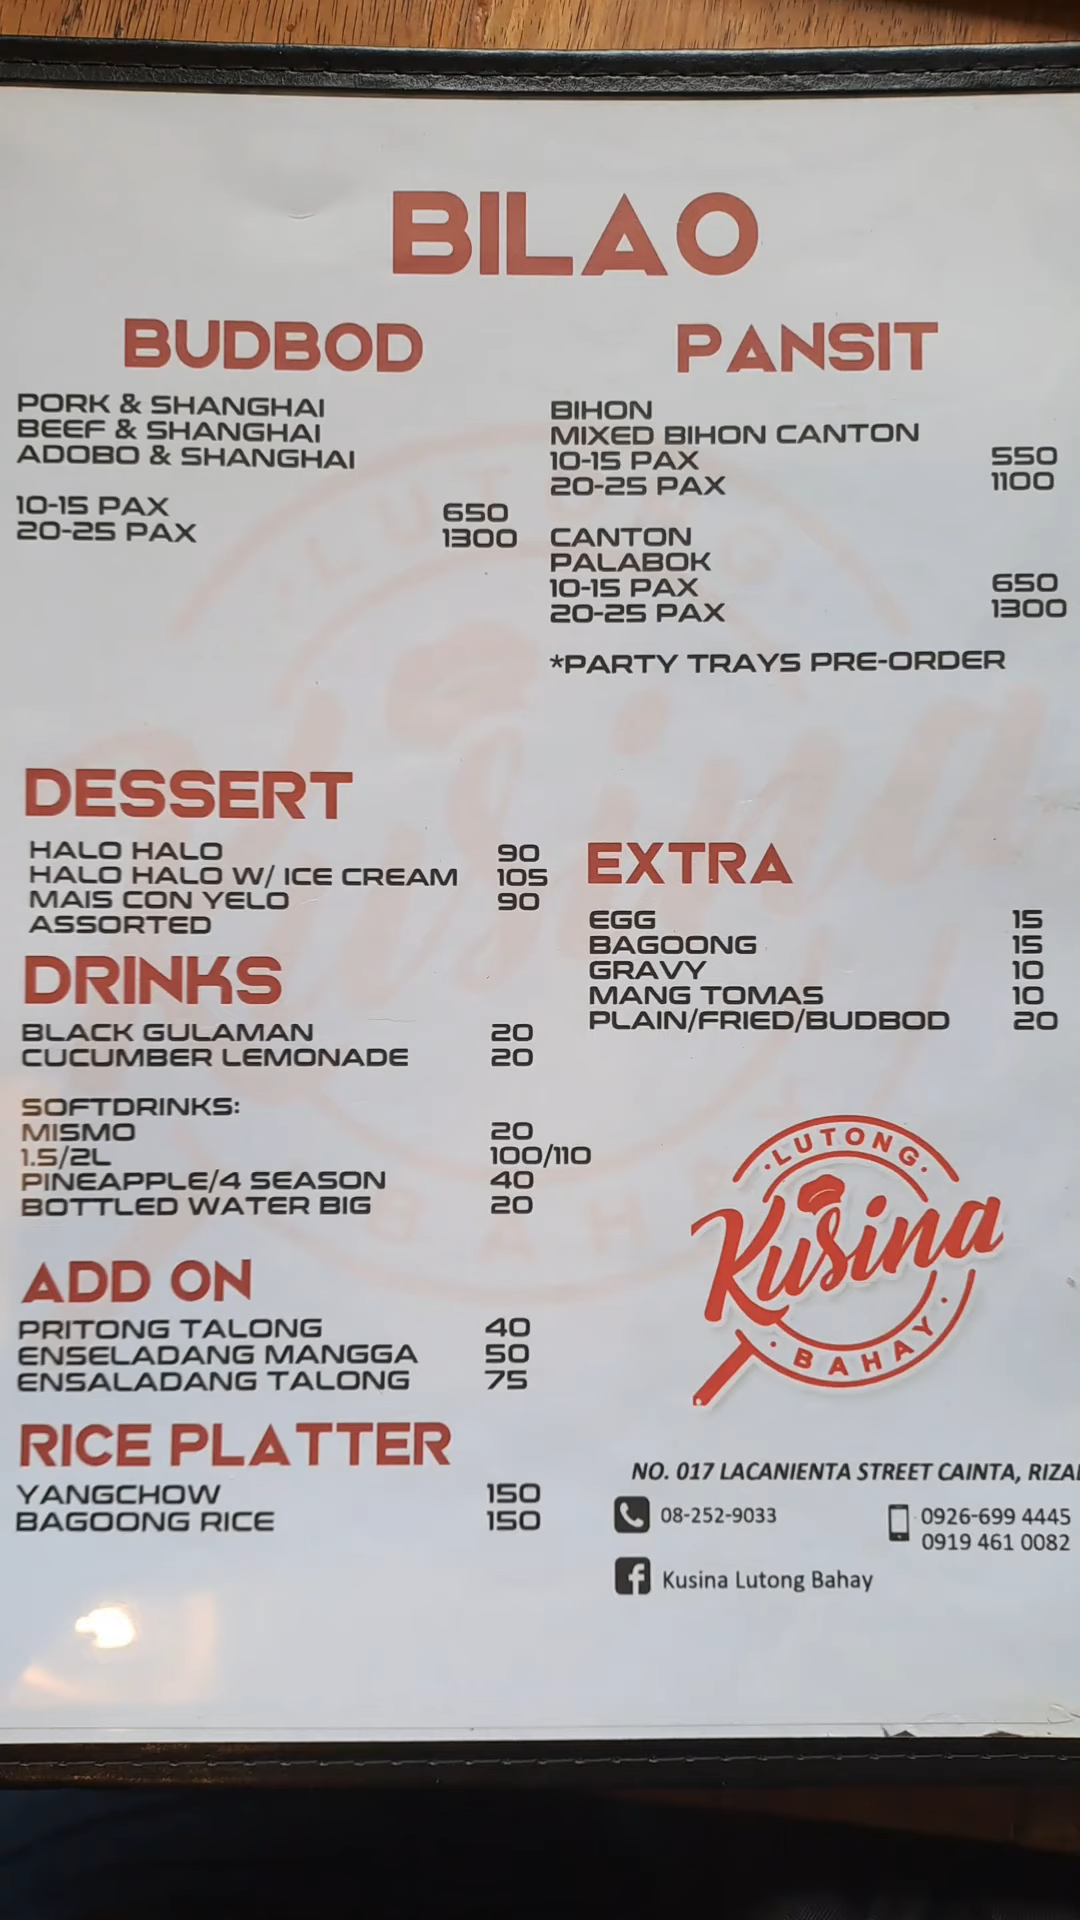 BILAO
BUDBOD
PORK & SHANGHAI
BEEF & SHANGHAI
ADOBO & SHANGHAI
10-15 PAX 650
20-25 PAX 1300
PANSIT
BIHON
MIXED BIHON CANTON
10-15 PAX 550
20-25 PAX 1100
CANTON
PALABOK
10-15 PAX 650
20-25 PAX 1300
*PARTY TRAYS PRE-ORDER
DESSERT
HALO HALO 90
HALO HALO W/ ICE CREAM 105
MAIS CON YELO 90
ASSORTED
DRINKS
BLACK GULAMAN 20
CUCUMBER LEMONADE 20
SOFTDRINKS:
MISMO 20
1.5/2L 100/110
PINEAPPLE/4 SEASON 40
BOTTLED WATER BIG 20
ADD ON
PRITONG TALONG 40
ENSELADANG MANGGA 50
ENSALADANG TALONG 75
RICE PLATTER
YANGCHOW 150
BAGOONG RICE 150
EXTRA
EGG 15
BAGOONG 15
GRAVY 10
MANG TOMAS 10
PLAIN/FRIED/BUDBOD 20
LUTONG
Kusina
BAHAY
NO. 017 LACANIENTA STREET CAINTA, RIZAL
08-252-9033
0926-699 4445
0919 461 0082
Kusina Lutong Bahay